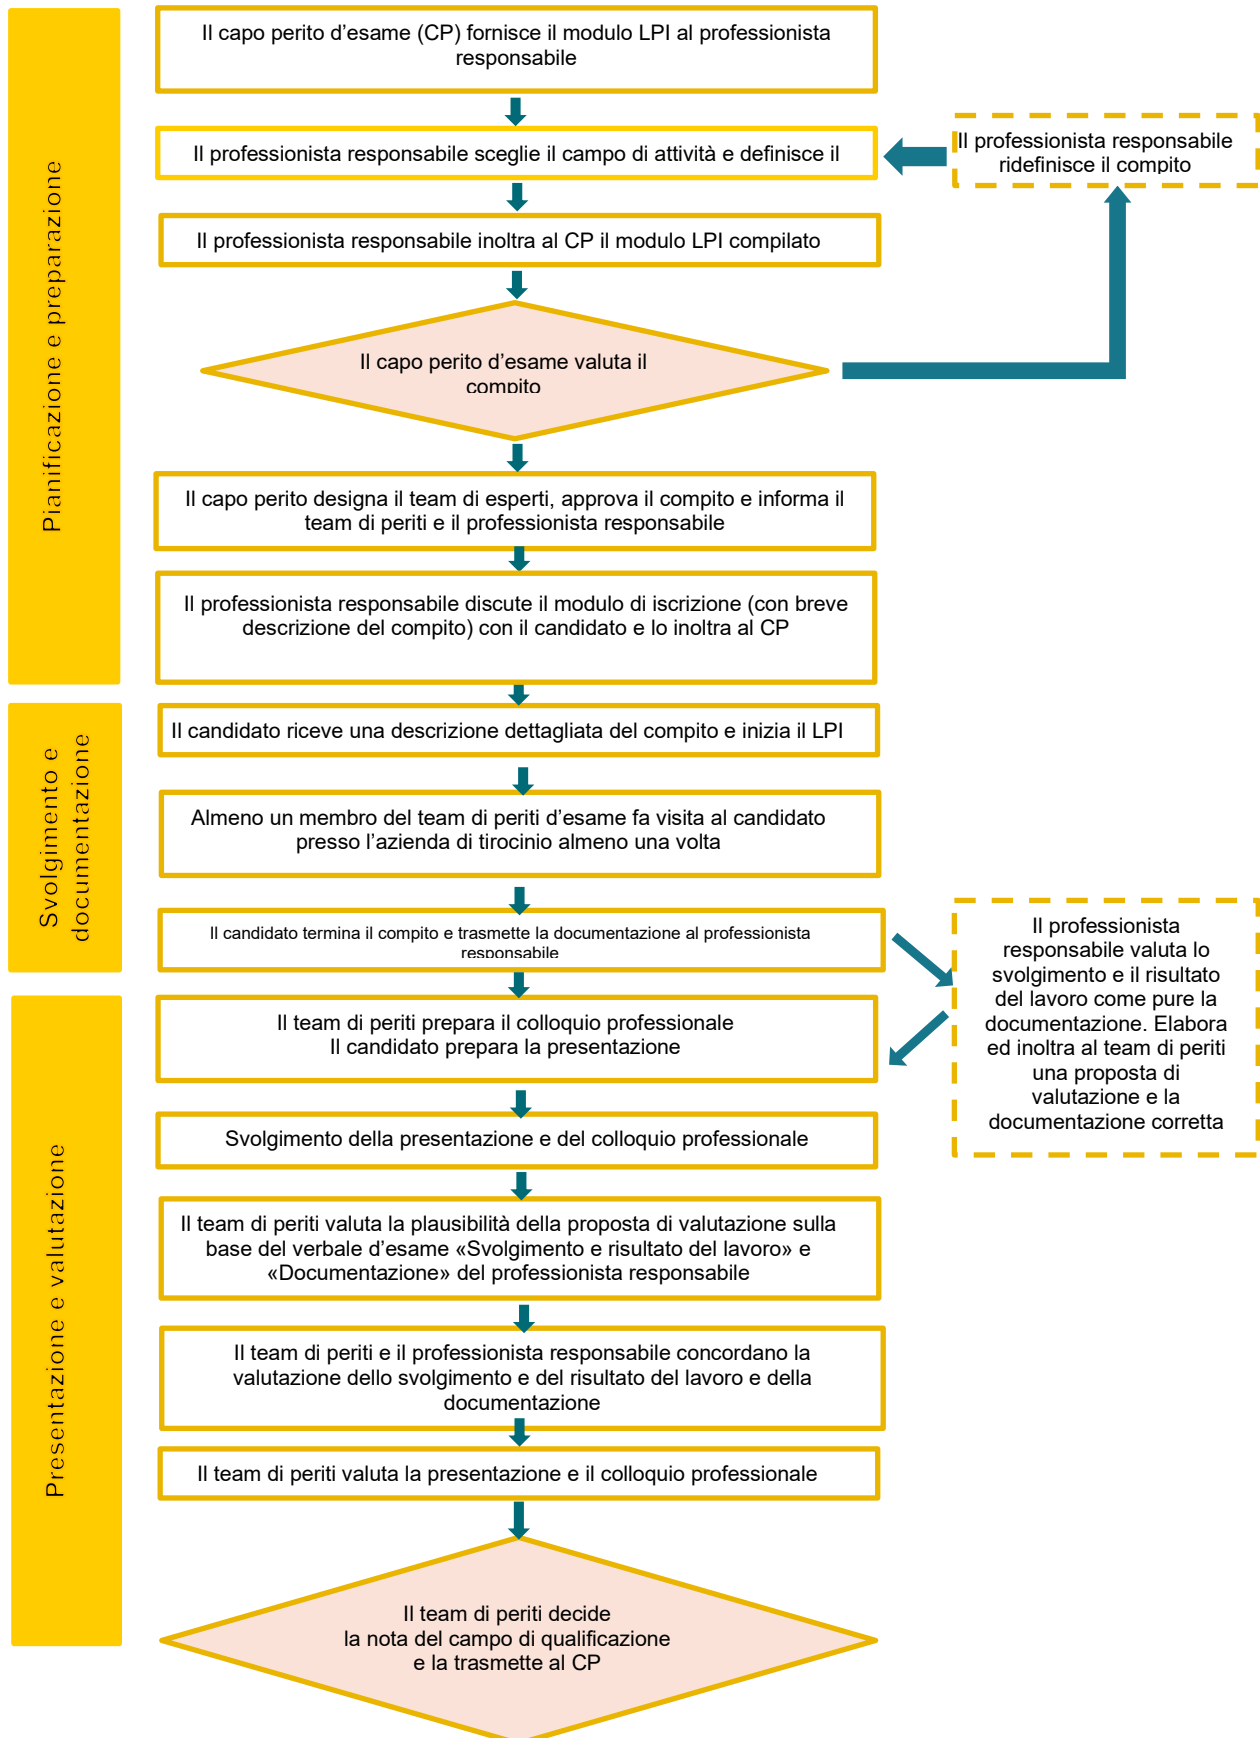 Pianificazione e preparazione
Il capo perito d'esame (CP) fornisce il modulo LPI al professionista
responsabile
Il professionista responsabile sceglie il campo di attività e definisce il
Il professionista responsabile
ridefinisce il compito
Il professionista responsabile inoltra al CP il modulo LPI compilato
Il capo perito d'esame valuta il
compito
Il capo perito designa il team di esperti, approva il compito e informa il
team di periti e il professionista responsabile
Il professionista responsabile discute il modulo di iscrizione (con breve
descrizione del compito) con il candidato e lo inoltra al CP
Svolgimento e
documentazione
Il candidato riceve una descrizione dettagliata del compito e inizia il LPI
Almeno un membro del team di periti d'esame fa visita al candidato
presso l'azienda di tirocinio almeno una volta
Il candidato termina il compito e trasmette la documentazione al professionista
responsabile
Il professionista
responsabile valuta lo
svolgimento e il risultato
del lavoro come pure la
documentazione. Elabora
ed inoltra al team di periti
una proposta di
valutazione e la
documentazione corretta
Presentazione e valutazione
Il team di periti prepara il colloquio professionale
Il candidato prepara la presentazione
Svolgimento della presentazione e del colloquio professionale
Il team di periti valuta la plausibilità della proposta di valutazione sulla
base del verbale d'esame «Svolgimento e risultato del lavoro» e
«Documentazione» del professionista responsabile
Il team di periti e il professionista responsabile concordano la
valutazione dello svolgimento e del risultato del lavoro e della
documentazione
Il team di periti valuta la presentazione e il colloquio professionale
Il team di periti decide
la nota del campo di qualificazione
e la trasmette al CP